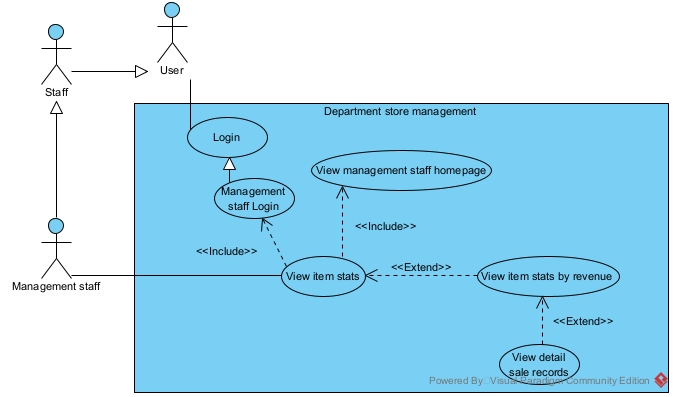 User
Staff
Department store management
Login
View management staff homepage
Management
staff Login
<<Include>>
<<Include>>
<<Extend>>
View item stats
View item stats by revenue
Management staff
<<Extend>>
View detail
sale records
Powered By: Visual Paradigm Community Edition